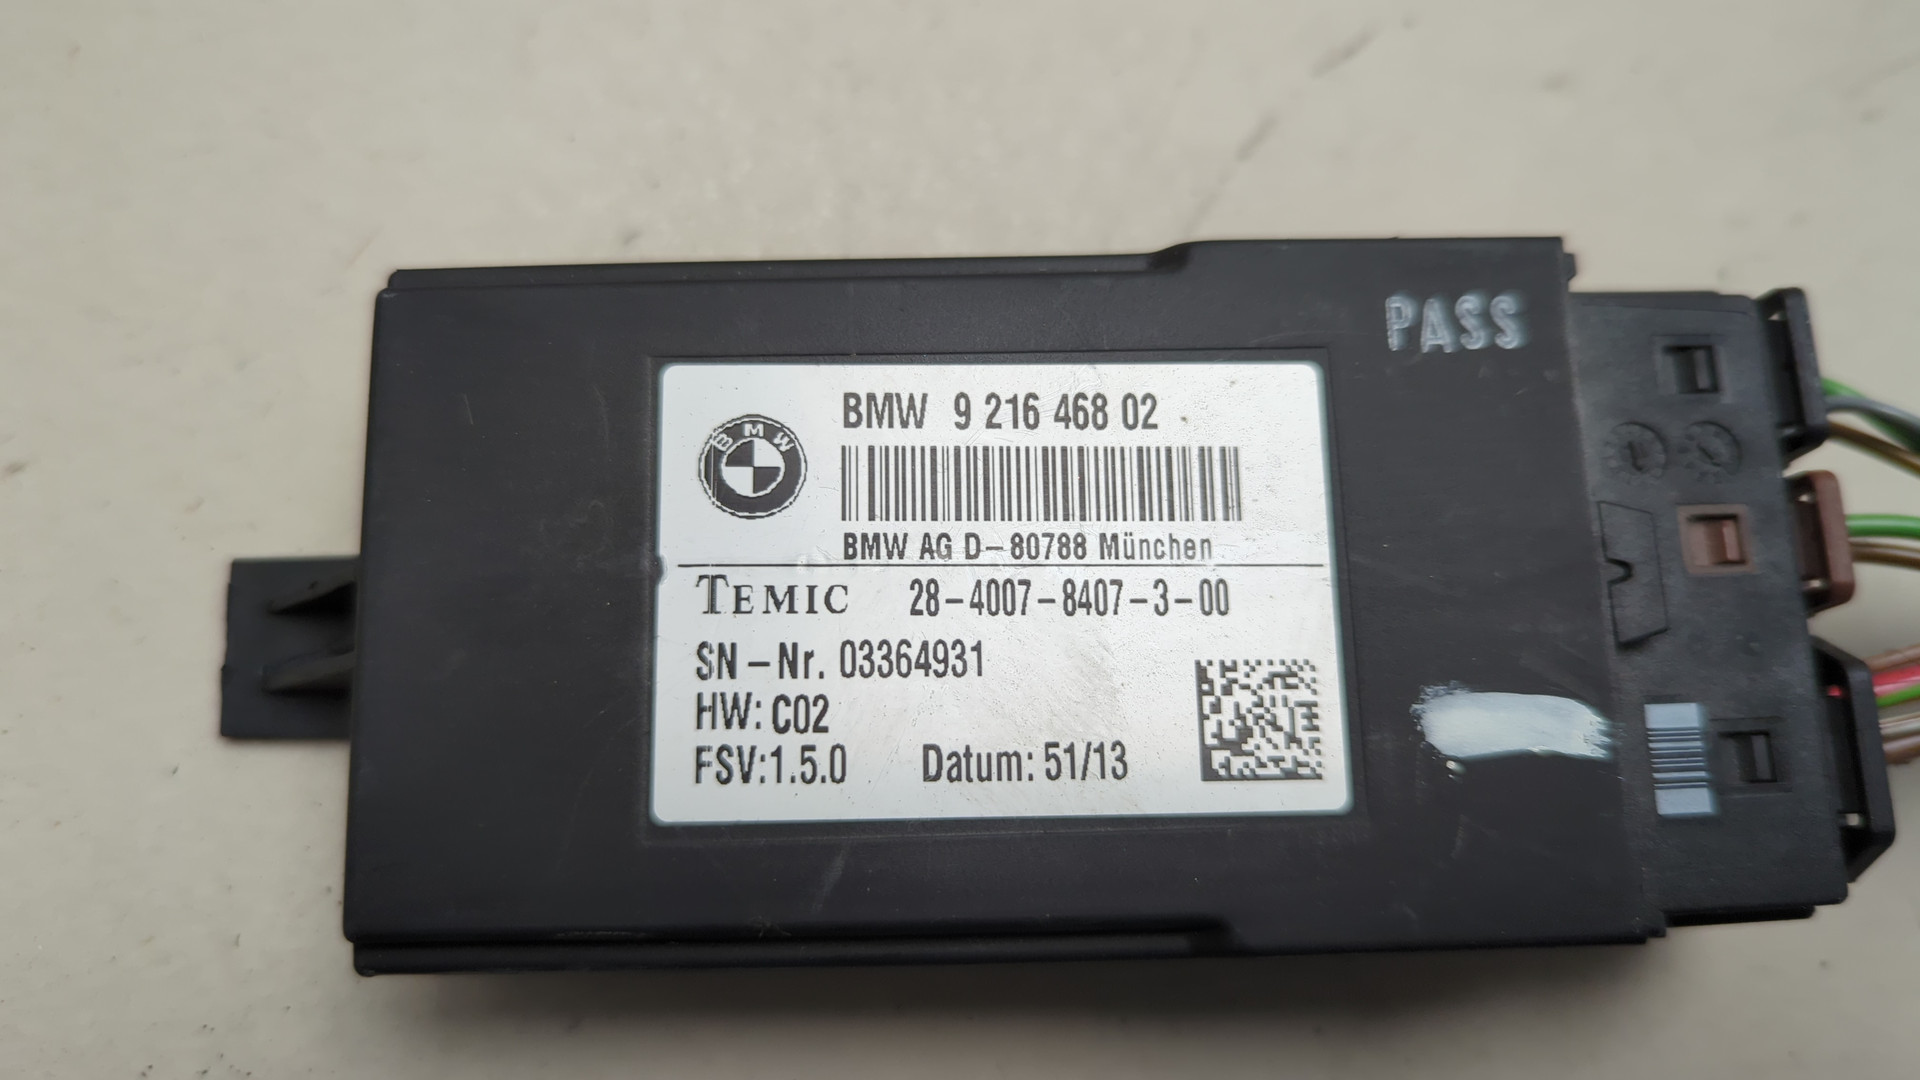 PASS
BMW 9 216 468 02
BMW
BMW AG D-80788 München
TEMIC 28-4007-8407-3-00
SN-Nr. 03364931
HW: C02
FSV:1.5.0 Datum: 51/13